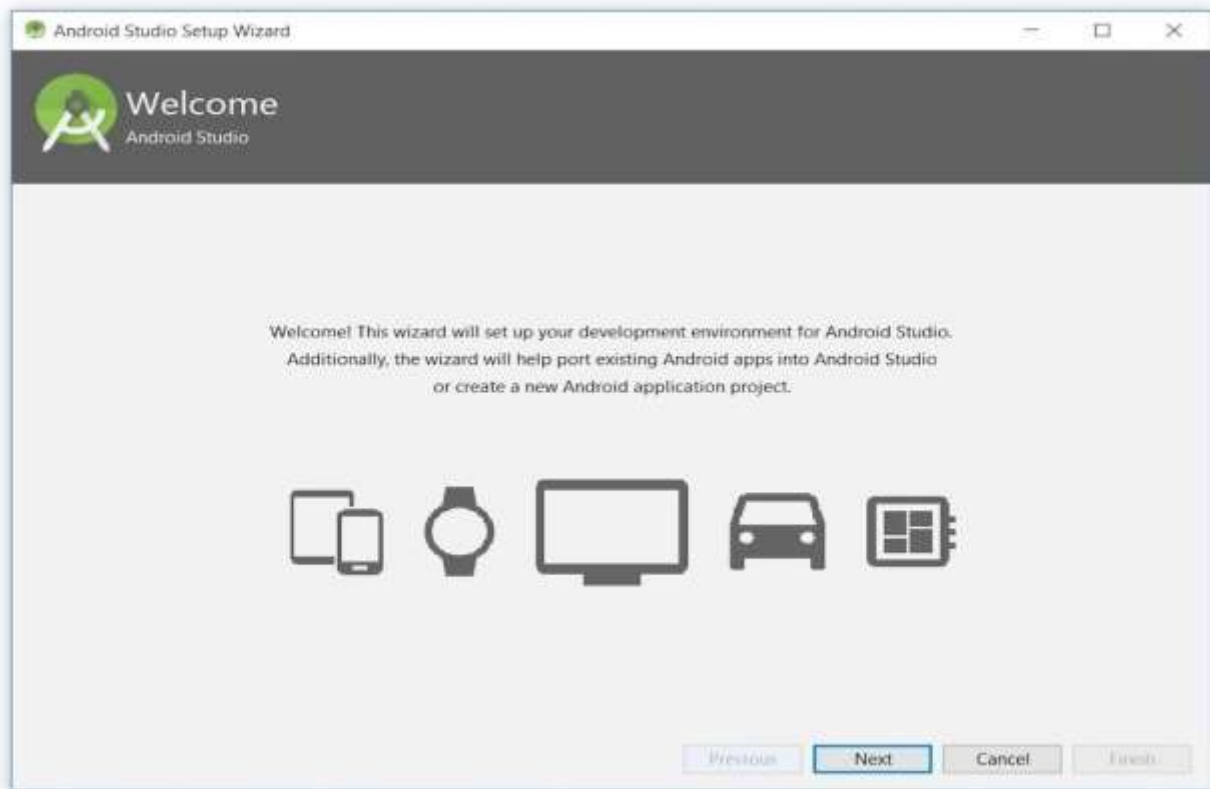 Android Studio Setup Wizard
Welcome
Android Studio
Welcome! This wizard will set up your development environment for Android Studio.
Additionally, the wizard will help port existing Android apps into Android Studio
or create a new Android application project.
Previous Next Cancel Finish